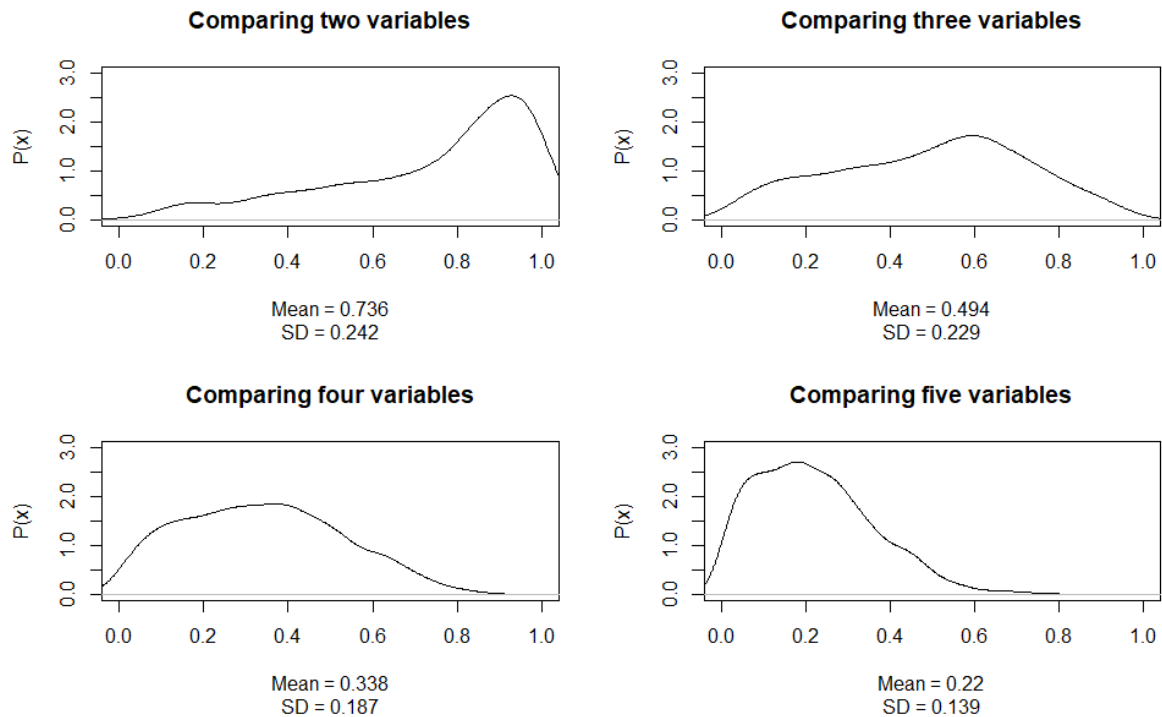 Comparing two variables
P(x)
3.0
2.0
1.0
0.0
0.0 0.2 0.4 0.6 0.8 1.0
Mean = 0.736
SD = 0.242
Comparing three variables
P(x)
3.0
2.0
1.0
0.0
0.0 0.2 0.4 0.6 0.8 1.0
Mean = 0.494
SD = 0.229
Comparing four variables
P(x)
3.0
2.0
1.0
0.0
0.0 0.2 0.4 0.6 0.8 1.0
Mean = 0.338
SD = 0.187
Comparing five variables
P(x)
3.0
2.0
1.0
0.0
0.0 0.2 0.4 0.6 0.8 1.0
Mean = 0.22
SD = 0.139